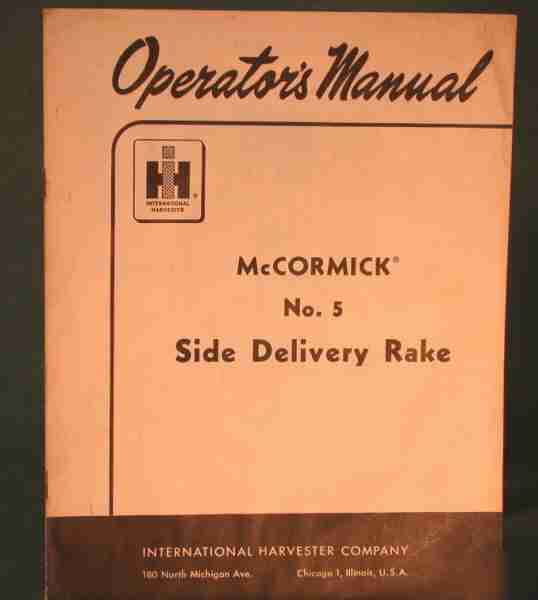 Operator's Manual
IH
INTERNATIONAL
HARVESTER
®
McCORMICK®
No. 5
Side Delivery Rake
INTERNATIONAL HARVESTER COMPANY
180 North Michigan Ave. Chicago 1, Illinois, U.S.A.